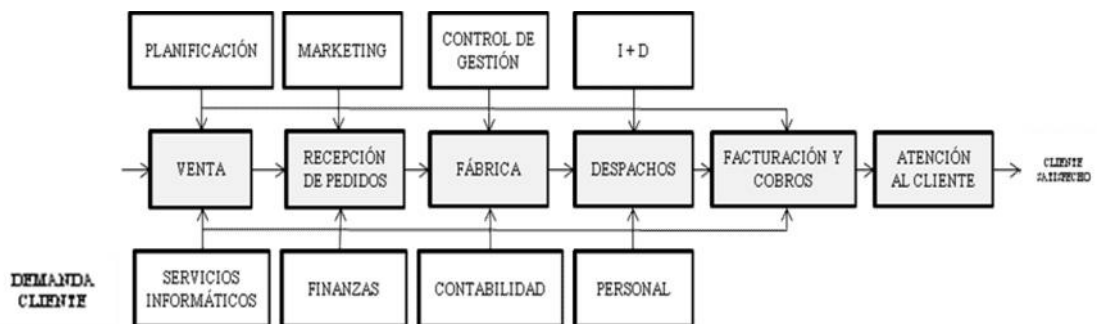 PLANIFICACIÓN
MARKETING
CONTROL DE
GESTIÓN
I + D
VENTA
RECEPCIÓN
DE PEDIDOS
FÁBRICA
DESPACHOS
FACTURACIÓN Y
COBROS
ATENCIÓN
AL CLIENTE
CLIENTE
SATISFECHO
DEMANDA
CLIENTE
SERVICIOS
INFORMÁTICOS
FINANZAS
CONTABILIDAD
PERSONAL